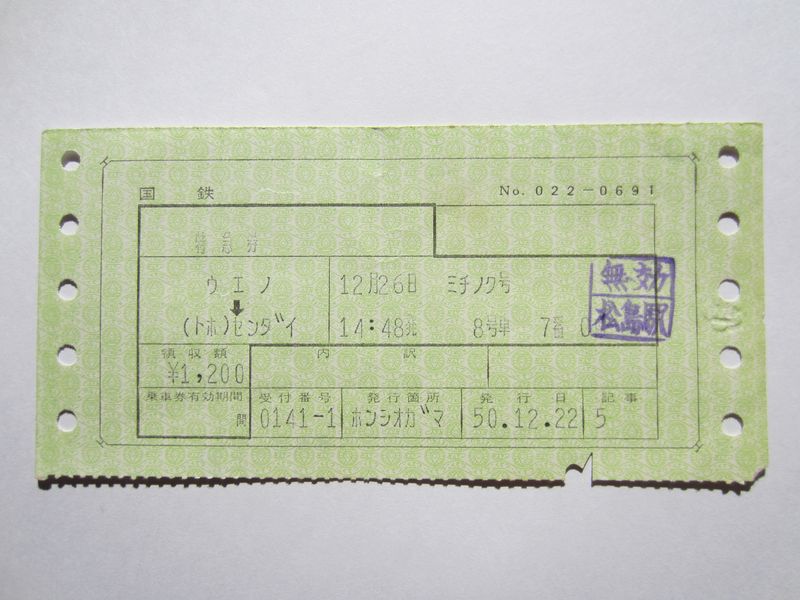 国鉄 No. 022-0691
特急券
ウエノ 12月26日 ミチノク号
⬇
(トホ)センダイ 14:48発 8号車 7番
無効
松島駅
領収額 内訳
¥1,200
乗車券有効期間 受付番号 発行箇所 発行日 記事
間 0141-1 ホンシオガマ 50.12.22 5